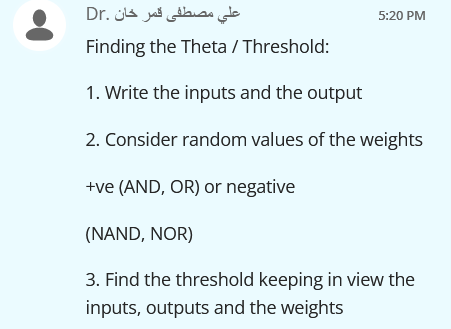 Dr. علي مصطفى قمر خان
5:20 PM
Finding the Theta / Threshold:
1. Write the inputs and the output
2. Consider random values of the weights
+ve (AND, OR) or negative
(NAND, NOR)
3. Find the threshold keeping in view the
inputs, outputs and the weights